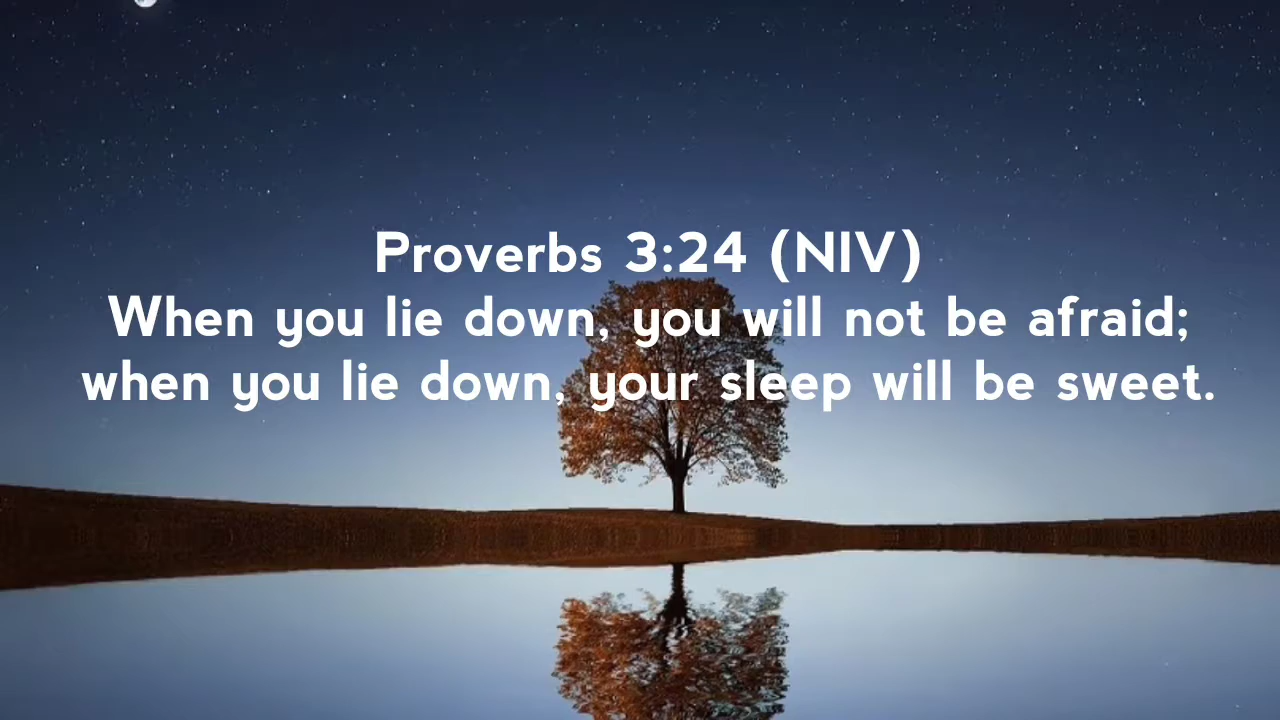 Proverbs 3:24 (NIV)
When you lie down, you will not be afraid;
when you lie down, your sleep will be sweet.